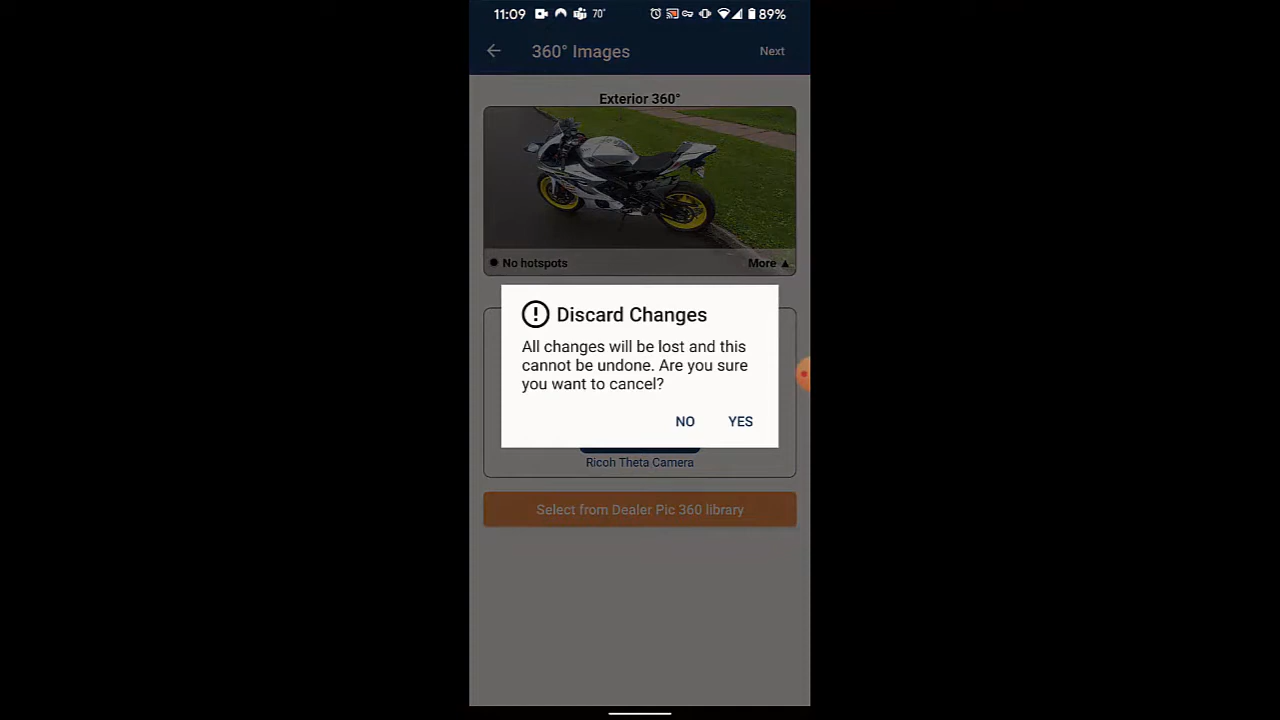 11:09 70° 89%
360° Images Next
Exterior 360°
No hotspots More ▲
Discard Changes
All changes will be lost and this
cannot be undone. Are you sure
you want to cancel?
NO YES
Ricoh Theta Camera
Select from Dealer Pic 360 library